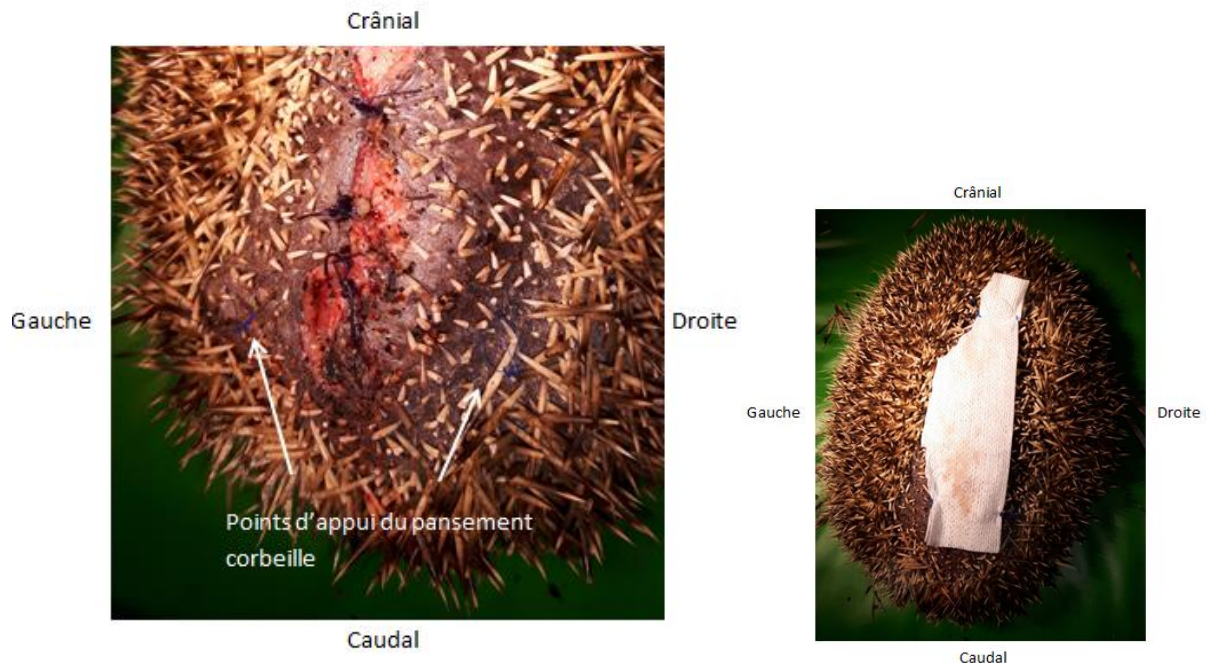 Crânial
Gauche
Droite
Points d'appui du pansement
corbeille
Caudal
Crânial
Gauche
Droite
Caudal